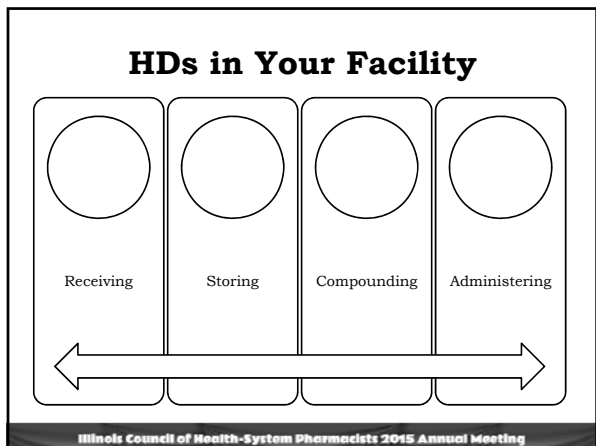 HDs in Your Facility
Receiving
Storing
Compounding
Administering
Illinois Council of Health-System Pharmacists 2015 Annual Meeting